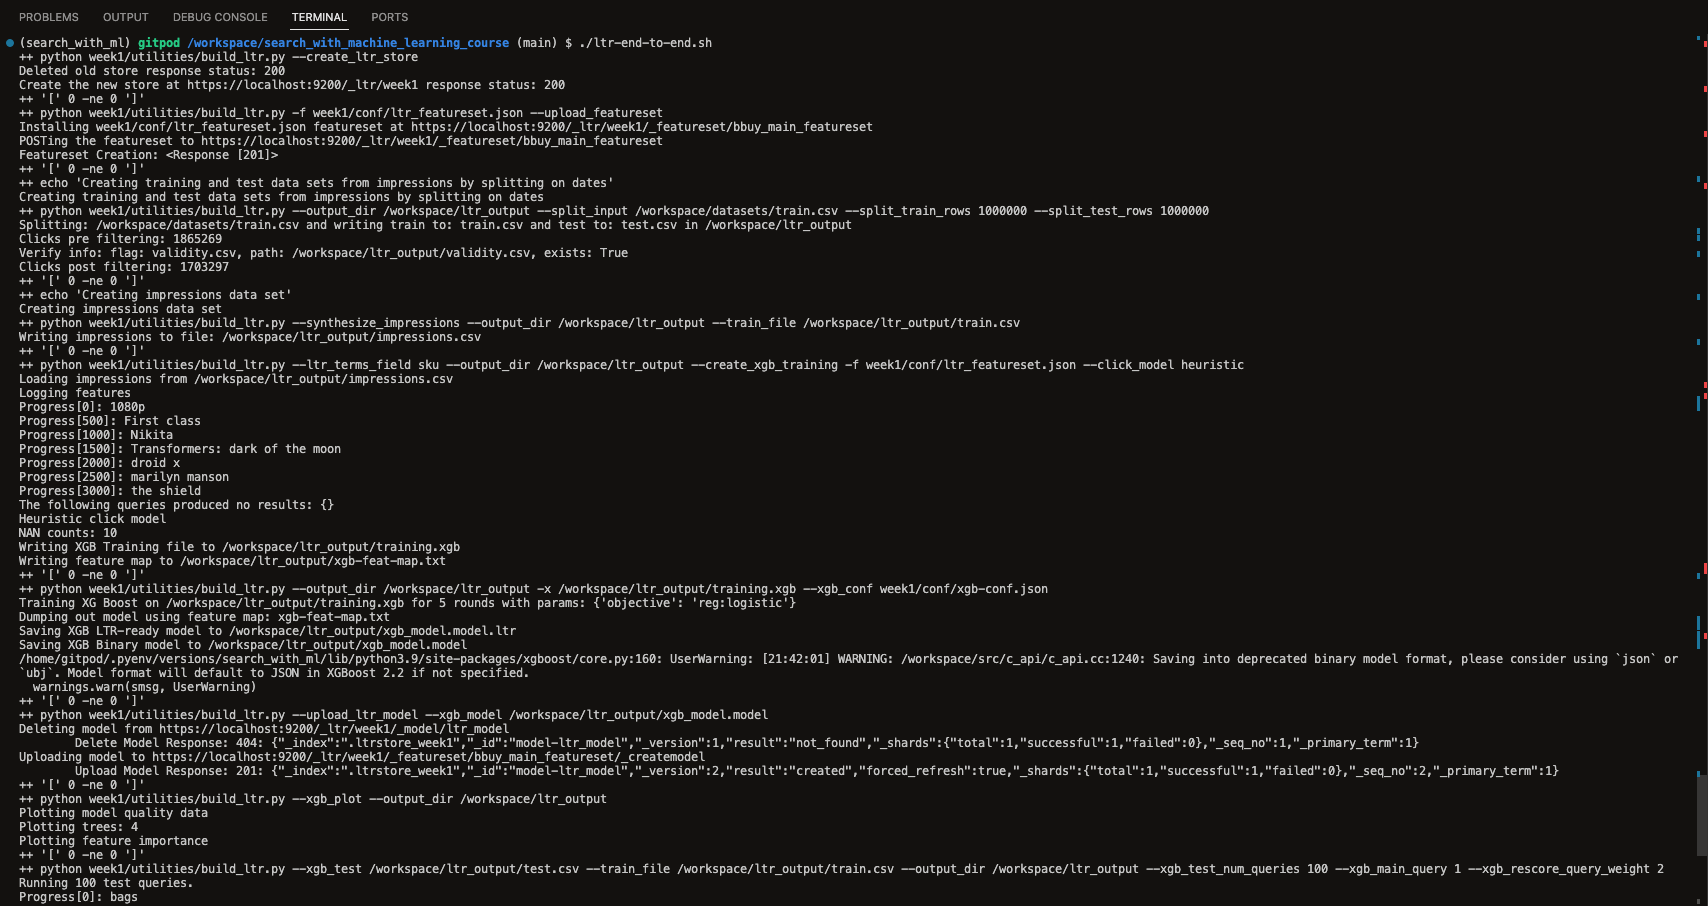 PROBLEMS OUTPUT DEBUG CONSOLE TERMINAL PORTS
(search_with_ml) gitpod /workspace/search_with_machine_learning_course (main) $ ./ltr-end-to-end.sh
++ python week1/utilities/build_ltr.py --create_ltr_store
Deleted old store response status: 200
Create the new store at https://localhost:9200/_ltr/week1 response status: 200
++ '[' 0 -ne 0 ']'
++ python week1/utilities/build_ltr.py -f week1/conf/ltr_featureset.json --upload_featureset
Installing week1/conf/ltr_featureset.json featureset at https://localhost:9200/_ltr/week1/_featureset/bbuy_main_featureset
POSTing the featureset to https://localhost:9200/_ltr/week1/_featureset/bbuy_main_featureset
Featureset Creation: <Response [201]>
++ '[' 0 -ne 0 ']'
++ echo 'Creating training and test data sets from impressions by splitting on dates'
Creating training and test data sets from impressions by splitting on dates
++ python week1/utilities/build_ltr.py --output_dir /workspace/ltr_output --split_input /workspace/datasets/train.csv --split_train_rows 1000000 --split_test_rows 1000000
Splitting: /workspace/datasets/train.csv and writing train to: train.csv and test to: test.csv in /workspace/ltr_output
Clicks pre filtering: 1865269
Verify info: flag: validity.csv, path: /workspace/ltr_output/validity.csv, exists: True
Clicks post filtering: 1703297
++ '[' 0 -ne 0 ']'
++ echo 'Creating impressions data set'
Creating impressions data set
++ python week1/utilities/build_ltr.py --synthesize_impressions --output_dir /workspace/ltr_output --train_file /workspace/ltr_output/train.csv
Writing impressions to file: /workspace/ltr_output/impressions.csv
++ '[' 0 -ne 0 ']'
++ python week1/utilities/build_ltr.py --ltr_terms_field sku --output_dir /workspace/ltr_output --create_xgb_training -f week1/conf/ltr_featureset.json --click_model heuristic
Loading impressions from /workspace/ltr_output/impressions.csv
Logging features
Progress[0]: 1080p
Progress[500]: First class
Progress[1000]: Nikita
Progress[1500]: Transformers: dark of the moon
Progress[2000]: droid x
Progress[2500]: marilyn manson
Progress[3000]: the shield
The following queries produced no results: {}
Heuristic click model
NAN counts: 10
Writing XGB Training file to /workspace/ltr_output/training.xgb
Writing feature map to /workspace/ltr_output/xgb-feat-map.txt
++ '[' 0 -ne 0 ']'
++ python week1/utilities/build_ltr.py --output_dir /workspace/ltr_output -x /workspace/ltr_output/training.xgb --xgb_conf week1/conf/xgb-conf.json
Training XG Boost on /workspace/ltr_output/training.xgb for 5 rounds with params: {'objective': 'reg:logistic'}
Dumping out model using feature map: xgb-feat-map.txt
Saving XGB LTR-ready model to /workspace/ltr_output/xgb_model.model.ltr
Saving XGB Binary model to /workspace/ltr_output/xgb_model.model
/home/gitpod/.pyenv/versions/search_with_ml/lib/python3.9/site-packages/xgboost/core.py:160: UserWarning: [21:42:01] WARNING: /workspace/src/c_api/c_api.cc:1240: Saving into deprecated binary model format, please consider using `json` or
`ubj`. Model format will default to JSON in XGBoost 2.2 if not specified.
warnings.warn(smsg, UserWarning)
++ '[' 0 -ne 0 ']'
++ python week1/utilities/build_ltr.py --upload_ltr_model --xgb_model /workspace/ltr_output/xgb_model.model
Deleting model from https://localhost:9200/_ltr/week1/_model/ltr_model
Delete Model Response: 404: {"_index":".ltrstore_week1","_id":"model-ltr_model","_version":1,"result":"not_found","_shards":{"total":1,"successful":1,"failed":0},"_seq_no":1,"_primary_term":1}
Uploading model to https://localhost:9200/_ltr/week1/_featureset/bbuy_main_featureset/_createmodel
Upload Model Response: 201: {"_index":".ltrstore_week1","_id":"model-ltr_model","_version":2,"result":"created","forced_refresh":true,"_shards":{"total":1,"successful":1,"failed":0},"_seq_no":2,"_primary_term":1}
++ '[' 0 -ne 0 ']'
++ python week1/utilities/build_ltr.py --xgb_plot --output_dir /workspace/ltr_output
Plotting model quality data
Plotting trees: 4
Plotting feature importance
++ '[' 0 -ne 0 ']'
++ python week1/utilities/build_ltr.py --xgb_test /workspace/ltr_output/test.csv --train_file /workspace/ltr_output/train.csv --output_dir /workspace/ltr_output --xgb_test_num_queries 100 --xgb_main_query 1 --xgb_rescore_query_weight 2
Running 100 test queries.
Progress[0]: bags